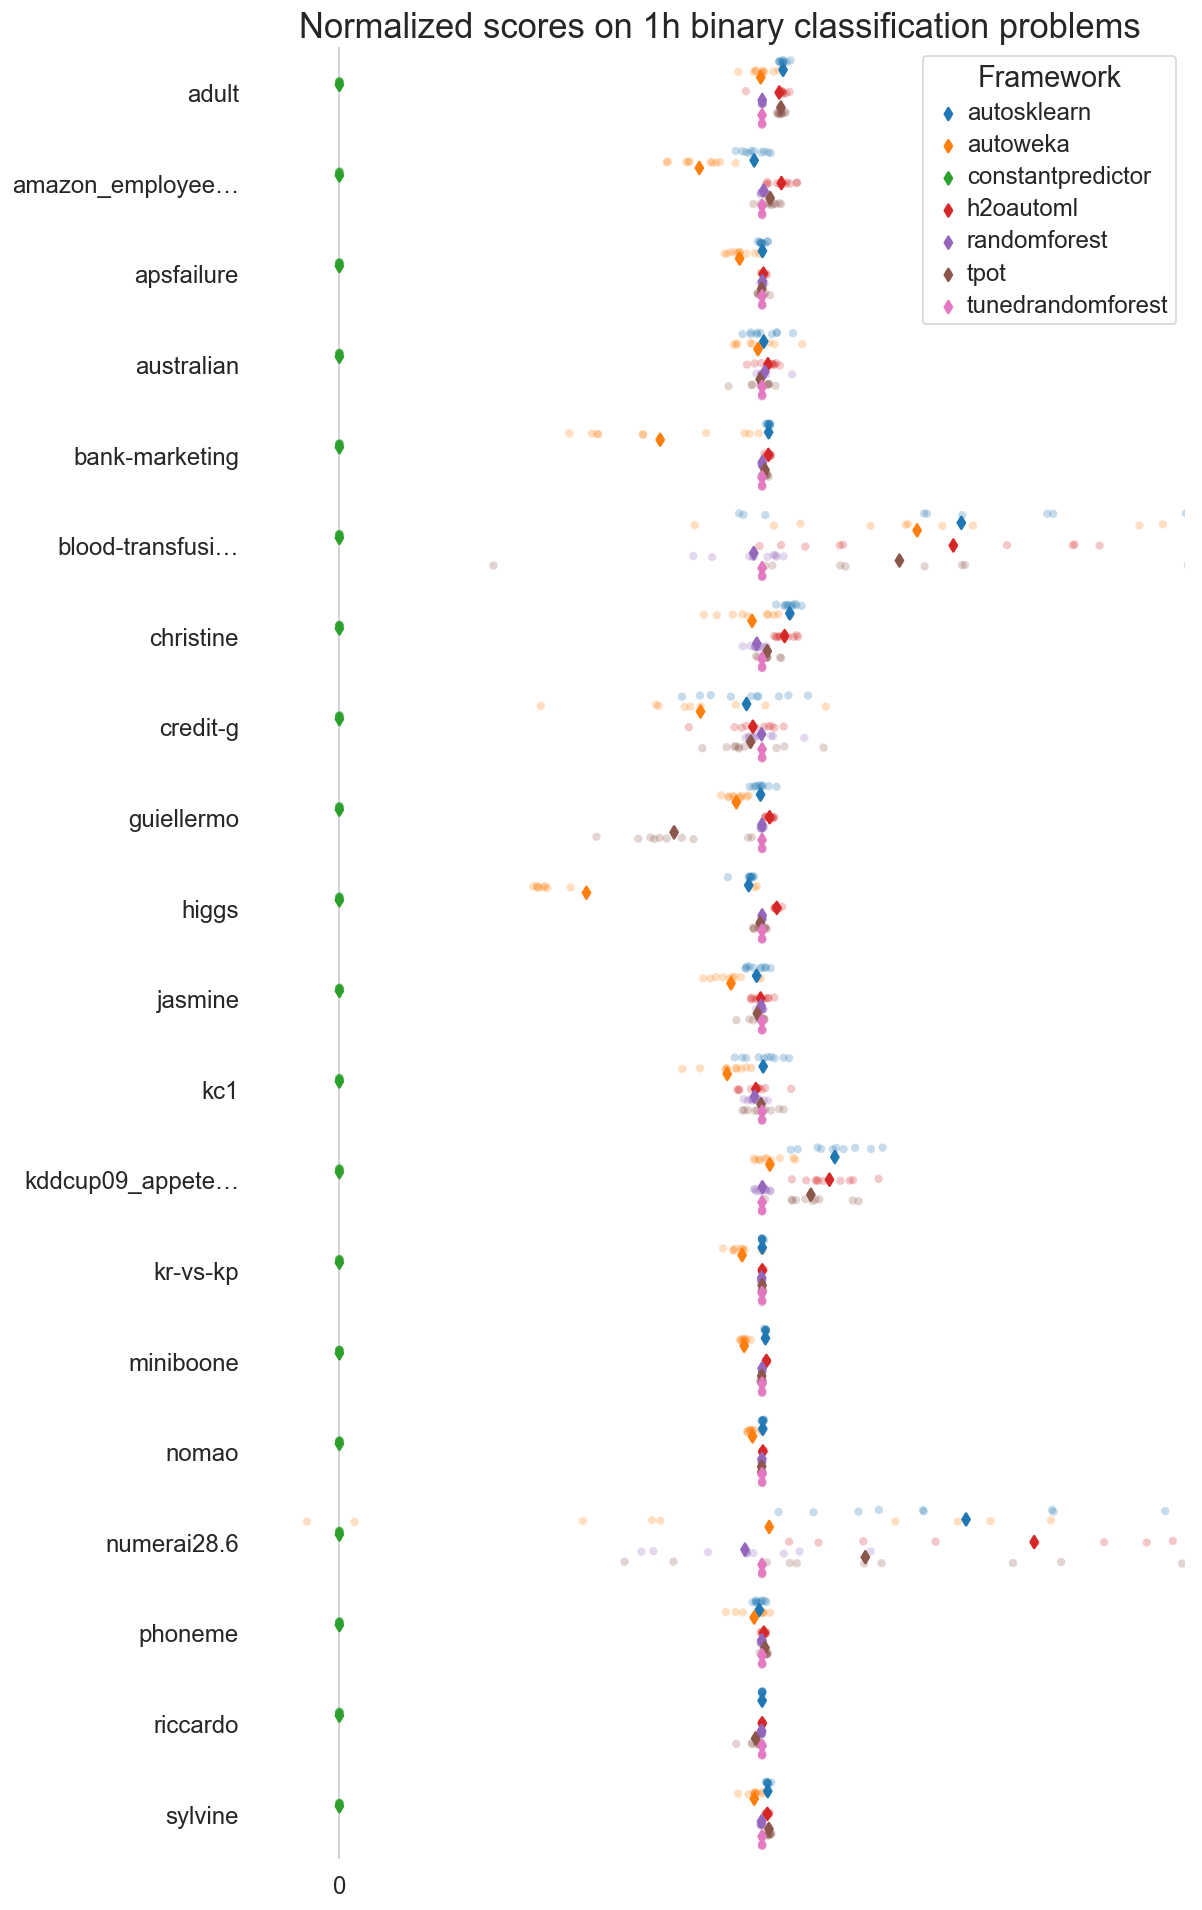 Normalized scores on 1h binary classification problems
Framework
autosklearn
autoweka
constantpredictor
h2oautoml
randomforest
tpot
tunedrandomforest
adult
amazon_employee…
apsfailure
australian
bank-marketing
blood-transfusi…
christine
credit-g
guiellermo
higgs
jasmine
kc1
kddcup09_appete…
kr-vs-kp
miniboone
nomao
numerai28.6
phoneme
riccardo
sylvine
0